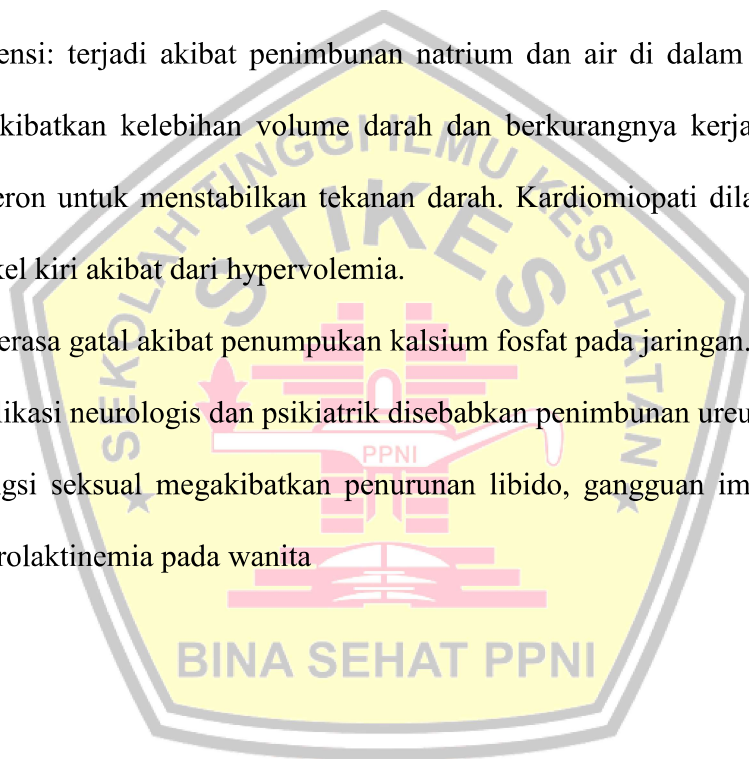 ensi: terjadi akibat penimbunan natrium dan air di dalam
kibatkan kelebihan volume darah dan berkurangnya kerja
eron untuk menstabilkan tekanan darah. Kardiomiopati dila
kel kiri akibat dari hypervolemia.
erasa gatal akibat penumpukan kalsium fosfat pada jaringan.
likasi neurologis dan psikiatrik disebabkan penimbunan ureu
ngsi seksual megakibatkan penurunan libido, gangguan im
rolaktinemia pada wanita
SEKOLAH TINGGI ILMU KESEHATAN
STIKES
PPNI
BINA SEHAT PPNI